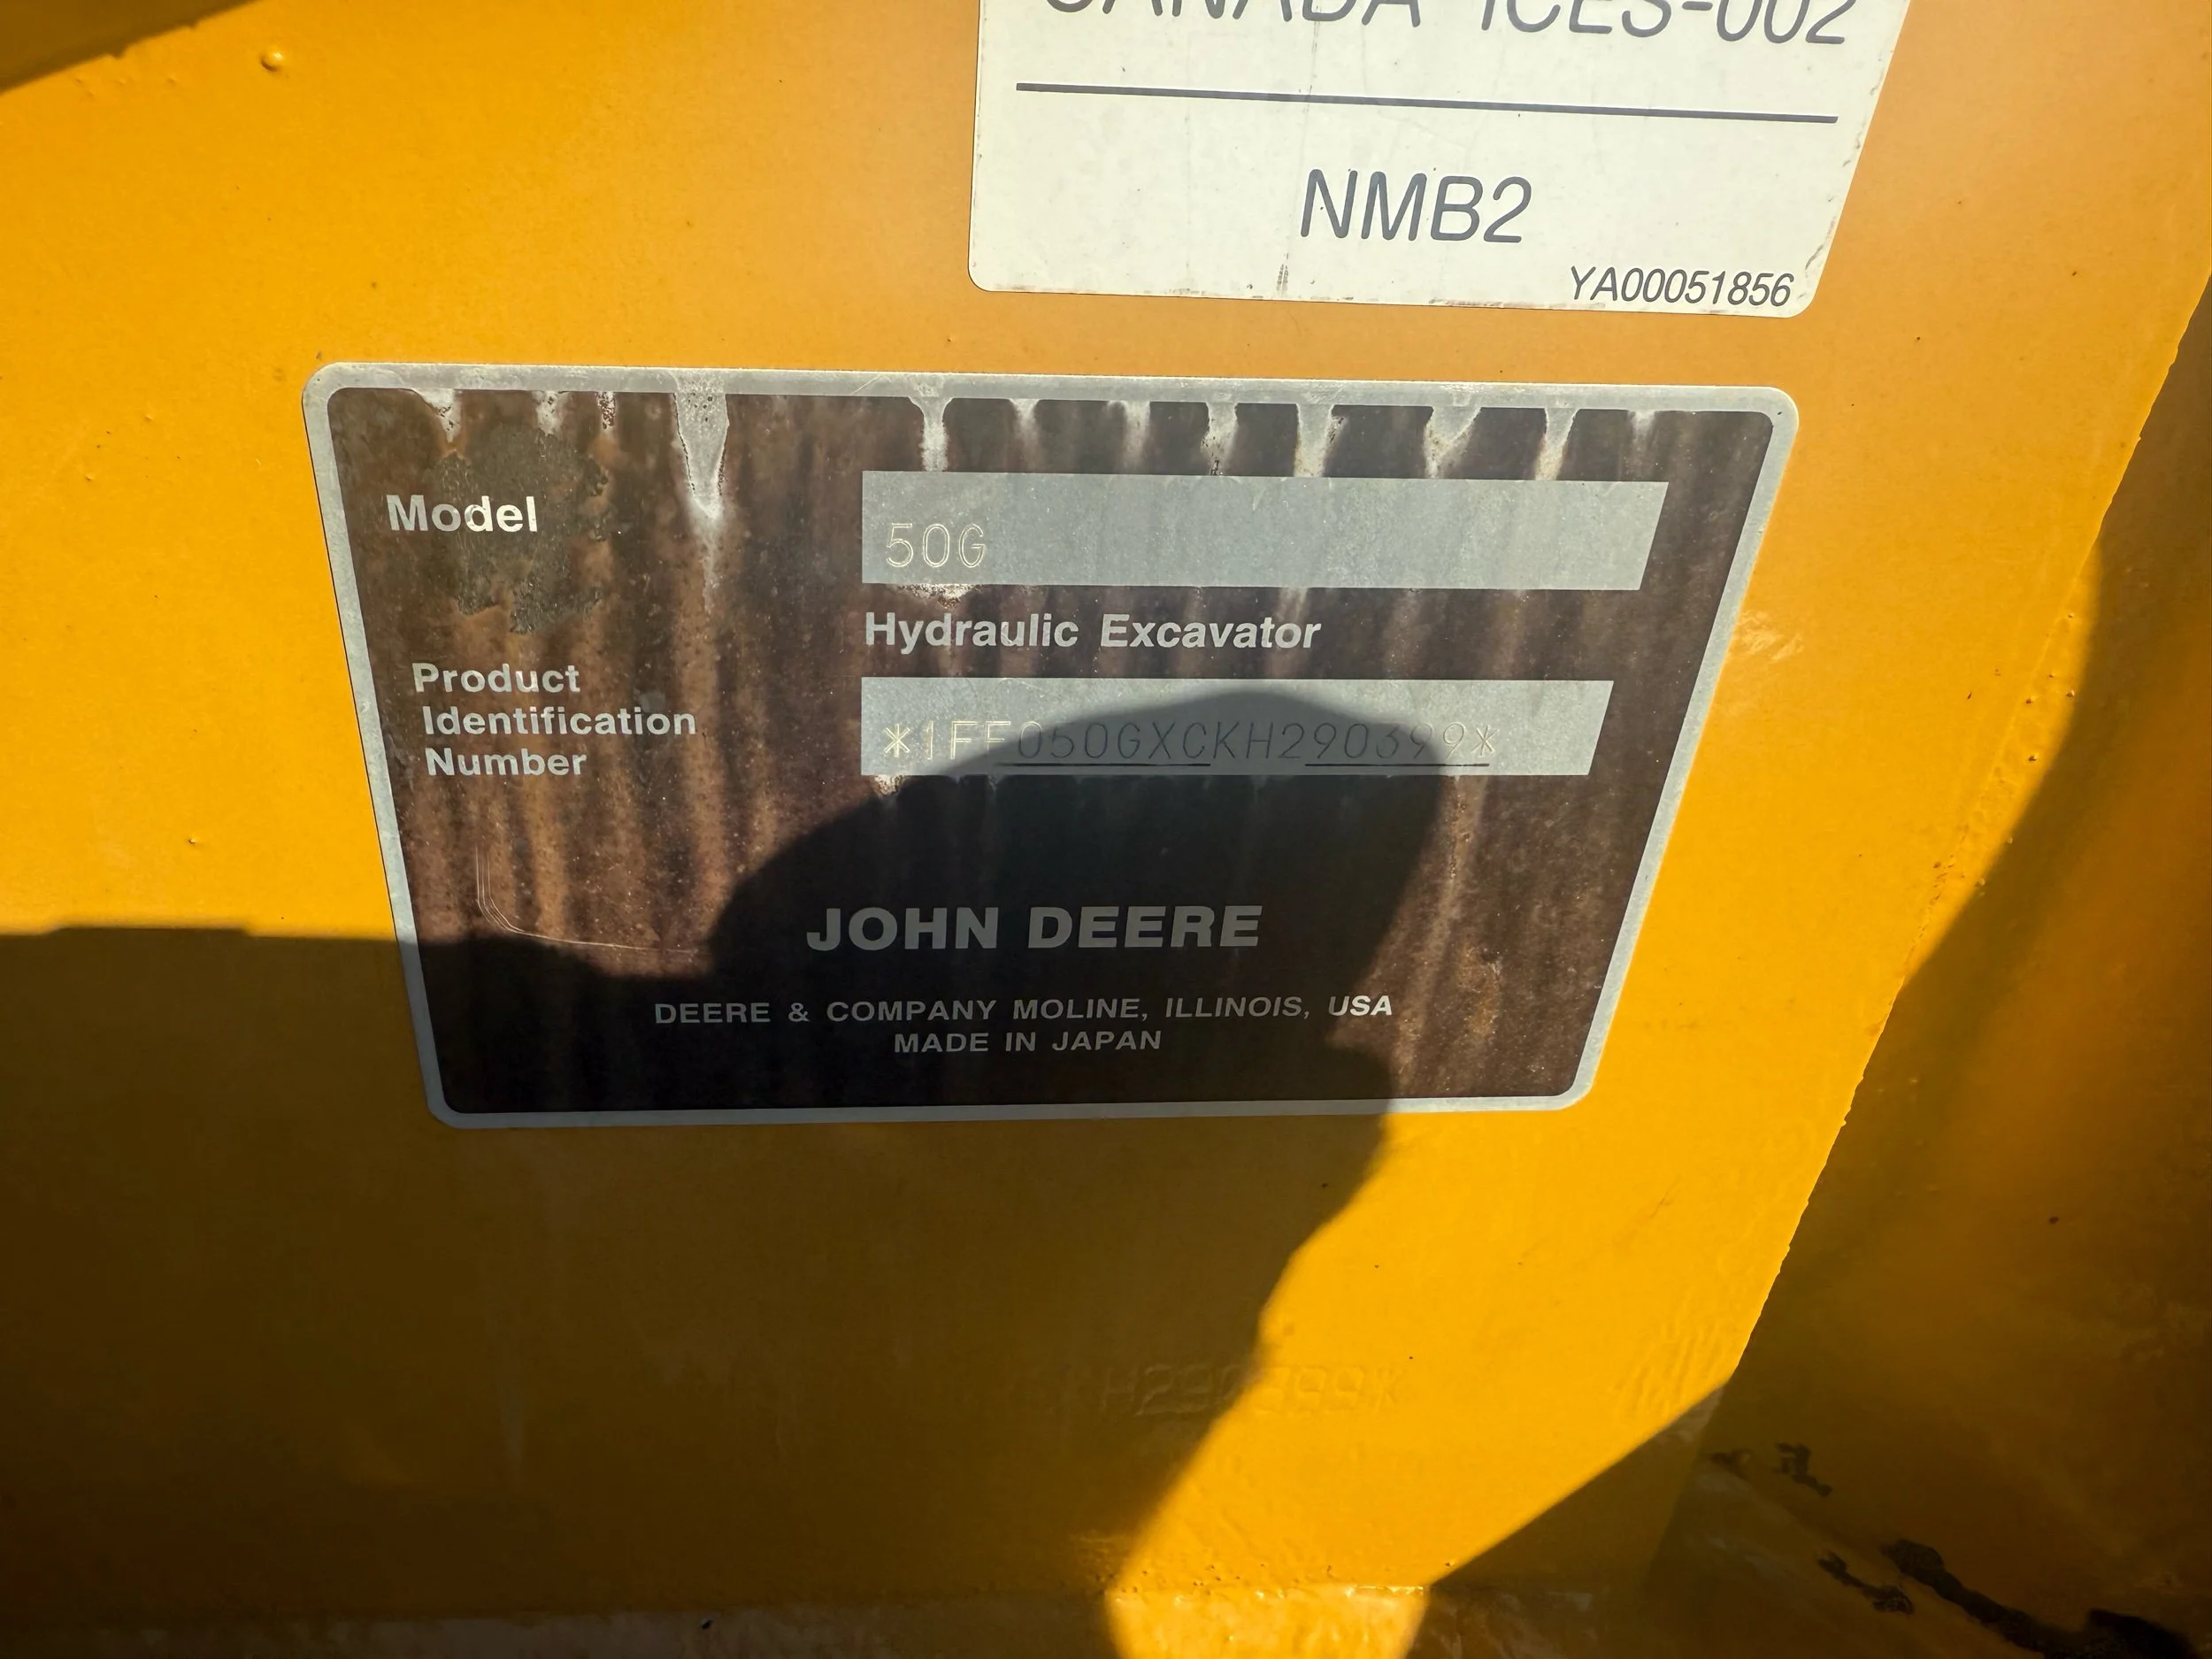 CANADA ICES-002
NMB2
YA00051856
Model
50G
Hydraulic Excavator
Product
Identification
Number
*1FF050GXCKH290399*
JOHN DEERE
DEERE & COMPANY MOLINE, ILLINOIS, USA
MADE IN JAPAN
H290399*